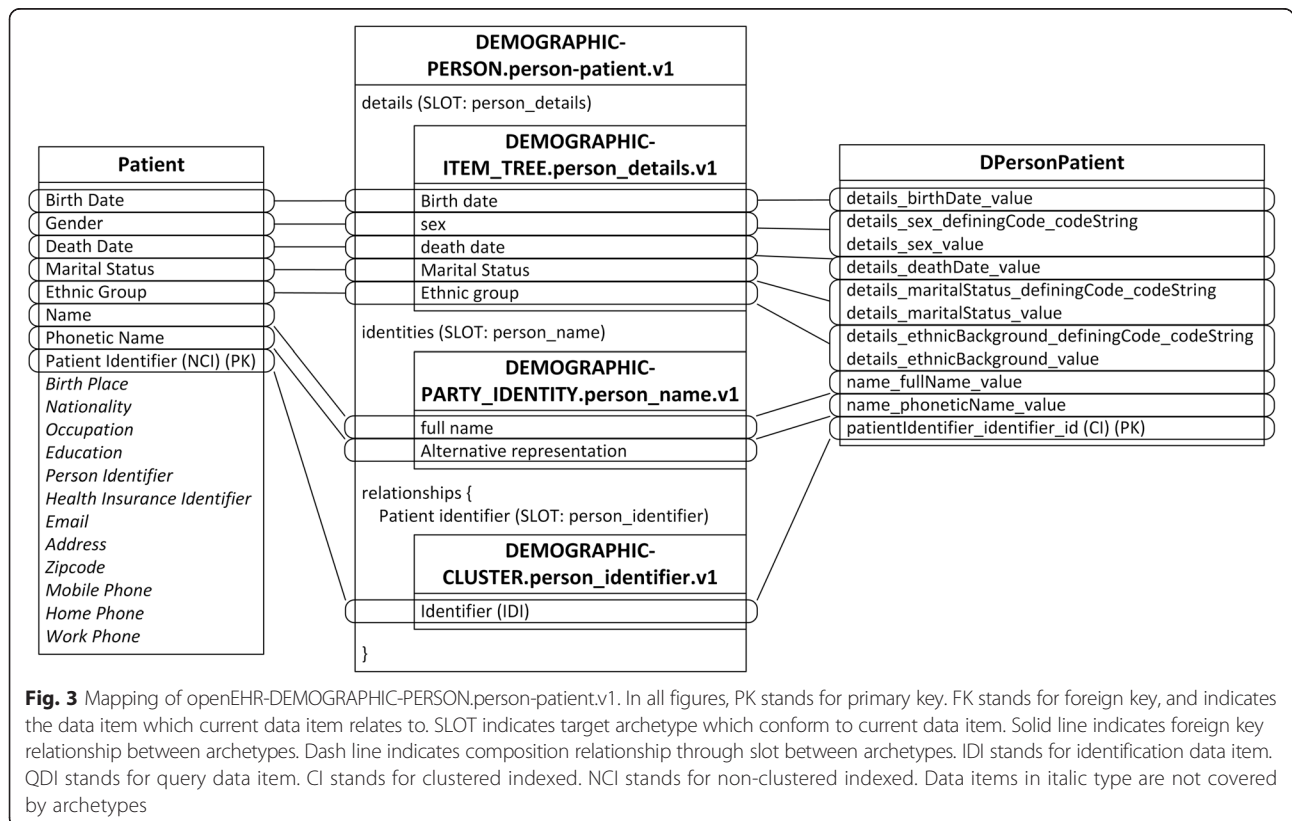 Patient
Birth Date
Gender
Death Date
Marital Status
Ethnic Group
Name
Phonetic Name
Patient Identifier (NCI) (PK)
Birth Place
Nationality
Occupation
Education
Person Identifier
Health Insurance Identifier
Email
Address
Zipcode
Mobile Phone
Home Phone
Work Phone
DEMOGRAPHIC-
PERSON.person-patient.v1
details (SLOT: person_details)
DEMOGRAPHIC-
ITEM_TREE.person_details.v1
Birth date
sex
death date
Marital Status
Ethnic group
identities (SLOT: person_name)
DEMOGRAPHIC-
PARTY_IDENTITY.person_name.v1
full name
Alternative representation
relationships {
Patient identifier (SLOT: person_identifier)
DEMOGRAPHIC-
CLUSTER.person_identifier.v1
Identifier (IDI)
}
DPersonPatient
details_birthDate_value
details_sex_definingCode_codeString
details_sex_value
details_deathDate_value
details_maritalStatus_definingCode_codeString
details_maritalStatus_value
details_ethnicBackground_definingCode_codeString
details_ethnicBackground_value
name_fullName_value
name_phoneticName_value
patientIdentifier_identifier_id (CI) (PK)
Fig. 3 Mapping of openEHR-DEMOGRAPHIC-PERSON.person-patient.v1. In all figures, PK stands for primary key. FK stands for foreign key, and indicates
the data item which current data item relates to. SLOT indicates target archetype which conform to current data item. Solid line indicates foreign key
relationship between archetypes. Dash line indicates composition relationship through slot between archetypes. IDI stands for identification data item.
QDI stands for query data item. CI stands for clustered indexed. NCI stands for non-clustered indexed. Data items in italic type are not covered
by archetypes